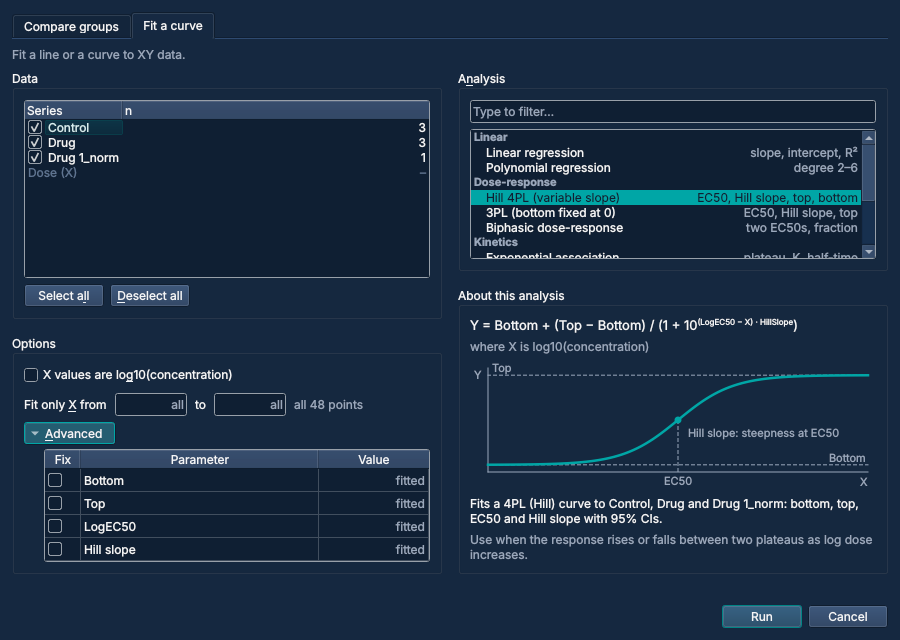 Compare groups
Fit a curve
Fit a line or a curve to XY data.
Data
Series n
Control 3
Drug 3
Drug 1_norm 1
Dose (X) –
Select all
Deselect all
Options
X values are log10(concentration)
Fit only X from all to all all 48 points
Advanced
Fix Parameter Value
Bottom fitted
Top fitted
LogEC50 fitted
Hill slope fitted
Analysis
Type to filter...
Linear
Linear regression slope, intercept, R²
Polynomial regression degree 2–6
Dose-response
Hill 4PL (variable slope) EC50, Hill slope, top, bottom
3PL (bottom fixed at 0) EC50, Hill slope, top
Biphasic dose-response two EC50s, fraction
Kinetics
Exponential association plateau, K, half-time
About this analysis
Y = Bottom + (Top − Bottom) / (1 + 10^(LogEC50 − X) · HillSlope)
where X is log10(concentration)
Y Top
Hill slope: steepness at EC50
Bottom
EC50 X
Fits a 4PL (Hill) curve to Control, Drug and Drug 1_norm: bottom, top,
EC50 and Hill slope with 95% CIs.
Use when the response rises or falls between two plateaus as log dose
increases.
Run
Cancel